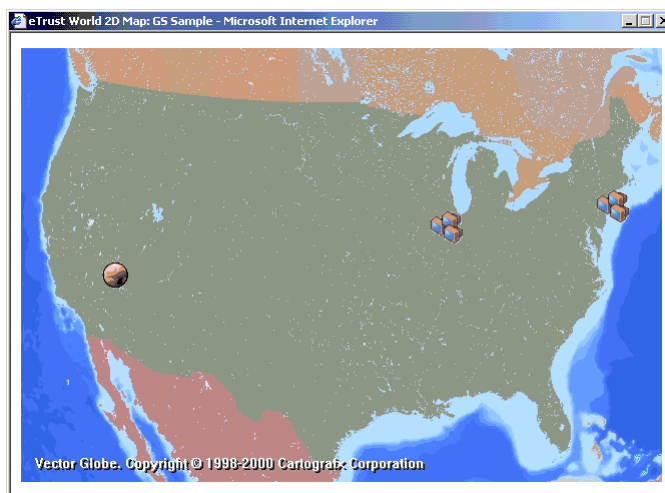 eTrust World 2D Map: GS Sample - Microsoft Internet Explorer
Vector Globe. Copyright © 1998-2000 Cartografx Corporation